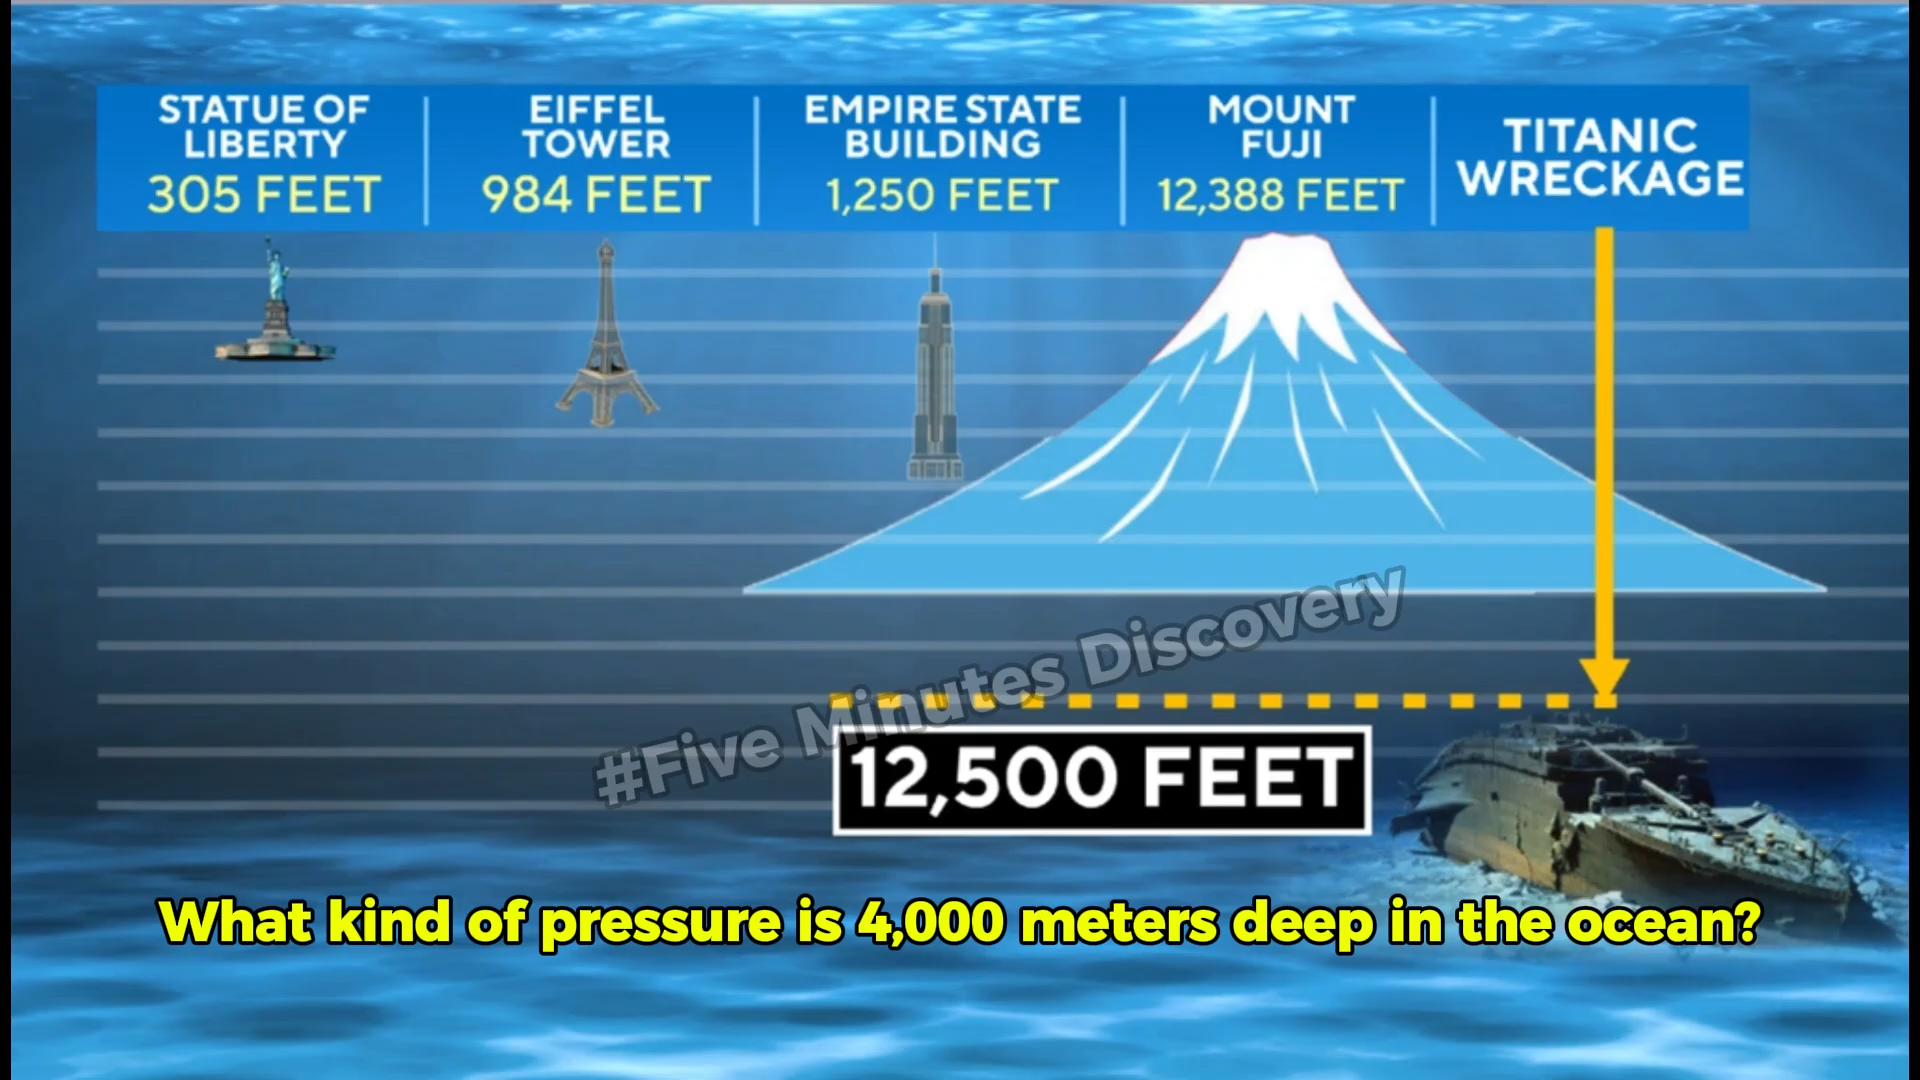 STATUE OF
LIBERTY
305 FEET
EIFFEL
TOWER
984 FEET
EMPIRE STATE
BUILDING
1,250 FEET
MOUNT
FUJI
12,388 FEET
TITANIC
WRECKAGE
#Five Minutes Discovery
12,500 FEET
What kind of pressure is 4,000 meters deep in the ocean?